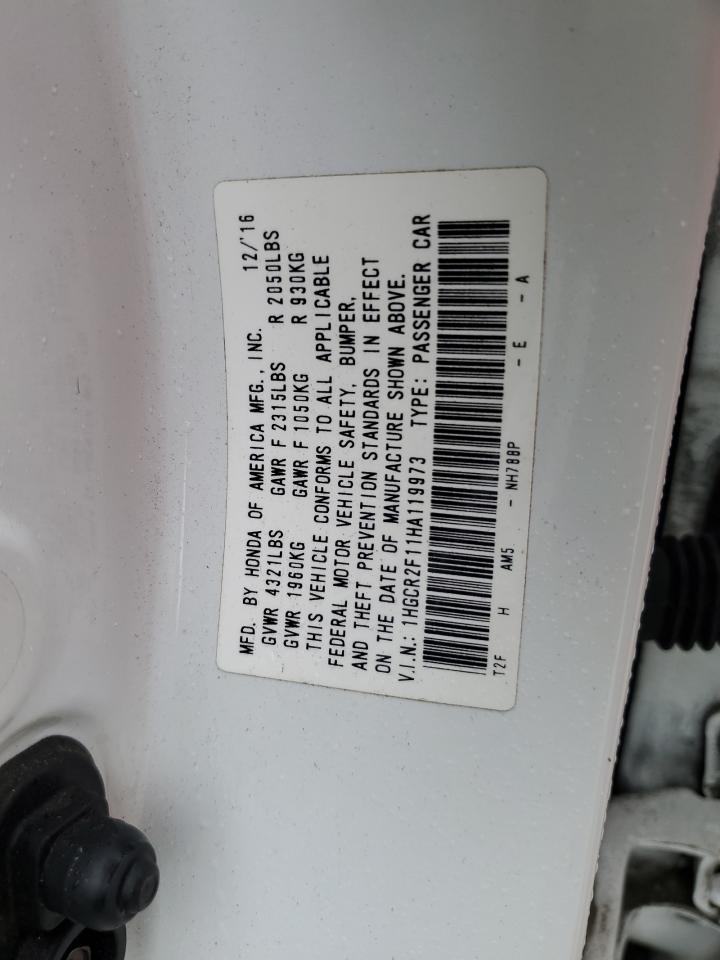 MFD. BY HONDA OF AMERICA MFG., INC. 12/'16
GVWR 4321LBS GAWR F 2315LBS R 2050LBS
GVWR 1960KG GAWR F 1050KG R 930KG
THIS VEHICLE CONFORMS TO ALL APPLICABLE
FEDERAL MOTOR VEHICLE SAFETY, BUMPER,
AND THEFT PREVENTION STANDARDS IN EFFECT
ON THE DATE OF MANUFACTURE SHOWN ABOVE.
V.I.N.: 1HGCR2F11HA119973 TYPE: PASSENGER CAR
T2F H AM5 - NH788P - E - A